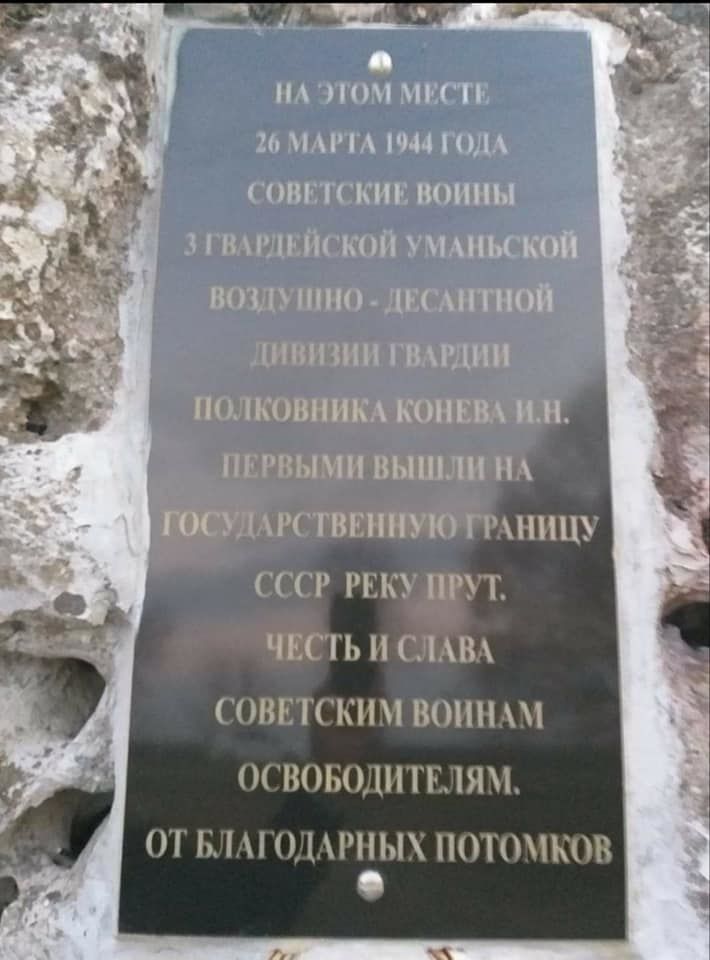 НА ЭТОМ МЕСТЕ
26 МАРТА 1944 ГОДА
СОВЕТСКИЕ ВОИНЫ
3 ГВАРДЕЙСКОЙ УМАНЬСКОЙ
ВОЗДУШНО - ДЕСАНТНОЙ
ДИВИЗИИ ГВАРДИИ
ПОЛКОВНИКА КОНЕВА И.Н.
ПЕРВЫМИ ВЫШЛИ НА
ГОСУДАРСТВЕННУЮ ГРАНИЦУ
СССР РЕКУ ПРУТ.
ЧЕСТЬ И СЛАВА
СОВЕТСКИМ ВОИНАМ
ОСВОБОДИТЕЛЯМ.
ОТ БЛАГОДАРНЫХ ПОТОМКОВ